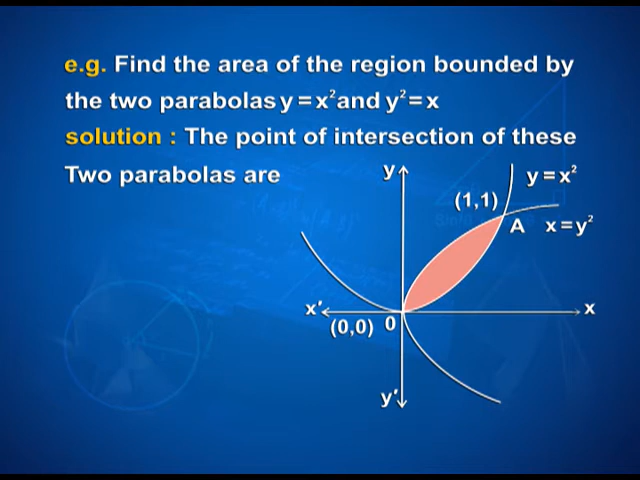 e.g. Find the area of the region bounded by
the two parabolas y = x² and y² = x
solution : The point of intersection of these
Two parabolas are
y
y = x²
(1,1)
A x = y²
x′ x
(0,0) 0
y′